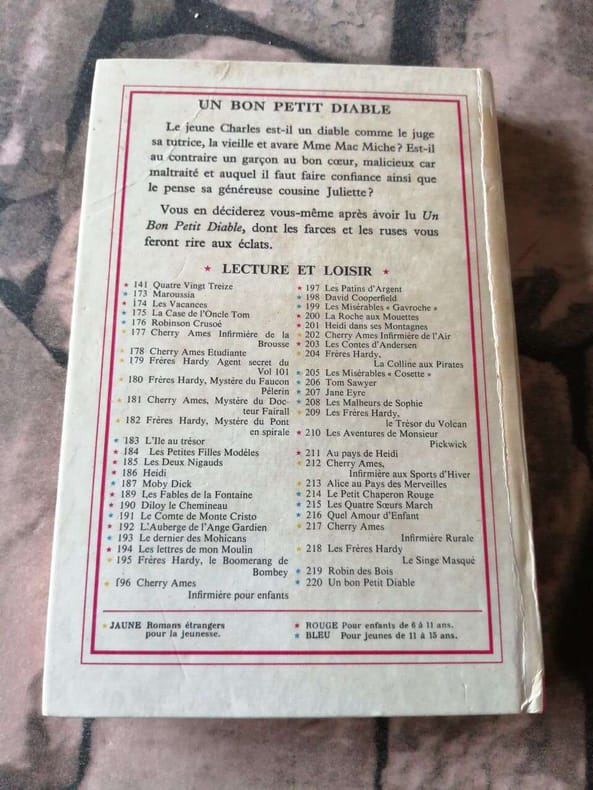 UN BON PETIT DIABLE
Le jeune Charles est-il un diable comme le juge
sa tutrice, la vieille et avare Mme Mac Miche? Est-il
au contraire un garçon au bon cœur, malicieux car
maltraité et auquel il faut faire confiance ainsi que
le pense sa généreuse cousine Juliette?
Vous en déciderez vous-même après avoir lu Un
Bon Petit Diable, dont les farces et les ruses vous
feront rire aux éclats.
★ LECTURE ET LOISIR ★
★ 141 Quatre Vingt Treize
★ 173 Maroussia
★ 174 Les Vacances
★ 175 La Case de l'Oncle Tom
★ 176 Robinson Crusoé
★ 177 Cherry Ames Infirmière de la
Brousse
★ 178 Cherry Ames Etudiante
★ 179 Frères Hardy Agent secret du
Vol 101
★ 180 Frères Hardy, Mystère du Faucon
Pélerin
★ 181 Cherry Ames, Mystère du Doc-
teur Fairall
★ 182 Frères Hardy, Mystère du Pont
en spirale
★ 183 L'Ile au trésor
★ 184 Les Petites Filles Modèles
★ 185 Les Deux Nigauds
★ 186 Heidi
★ 187 Moby Dick
★ 189 Les Fables de la Fontaine
★ 190 Diloy le Chemineau
★ 191 Le Comte de Monte Cristo
★ 192 L'Auberge de l'Ange Gardien
★ 193 Le dernier des Mohicans
★ 194 Les lettres de mon Moulin
★ 195 Frères Hardy, le Boomerang de
Bombey
★ 196 Cherry Ames
Infirmière pour enfants
★ 197 Les Patins d'Argent
★ 198 David Cooperfield
★ 199 Les Misérables « Gavroche »
★ 200 La Roche aux Mouettes
★ 201 Heidi dans ses Montagnes
★ 202 Cherry Ames Infirmière de l'Air
★ 203 Les Contes d'Andersen
★ 204 Frères Hardy,
La Colline aux Pirates
★ 205 Les Misérables « Cosette »
★ 206 Tom Sawyer
★ 207 Jane Eyre
★ 208 Les Malheurs de Sophie
★ 209 Les Frères Hardy,
le Trésor du Volcan
★ 210 Les Aventures de Monsieur
Pickwick
★ 211 Au pays de Heidi
★ 212 Cherry Ames,
Infirmière aux Sports d'Hiver
★ 213 Alice au Pays des Merveilles
★ 214 Le Petit Chaperon Rouge
★ 215 Les Quatre Sœurs March
★ 216 Quel Amour d'Enfant
★ 217 Cherry Ames
Infirmière Rurale
★ 218 Les Frères Hardy
Le Singe Masqué
★ 219 Robin des Bois
★ 220 Un bon Petit Diable
★ JAUNE Romans étrangers
pour la jeunesse.
★ ROUGE Pour enfants de 6 à 11 ans.
★ BLEU Pour jeunes de 11 à 15 ans.